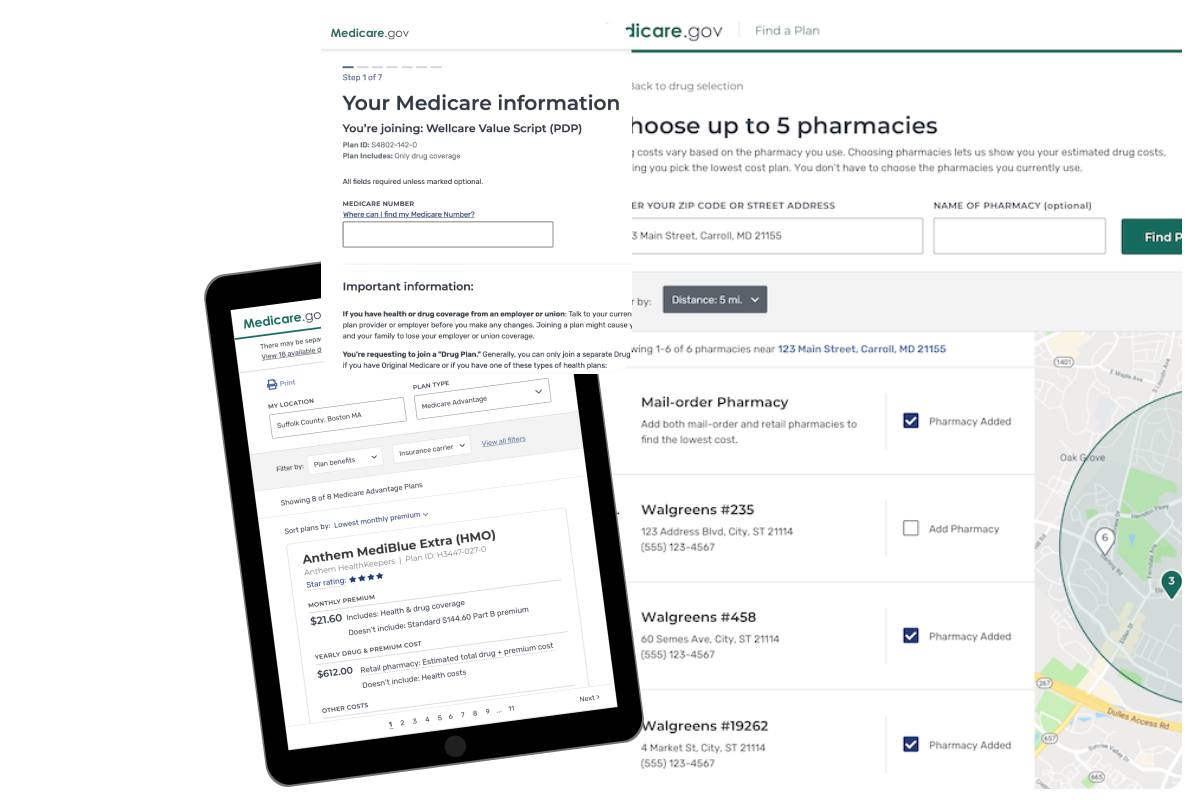 Medicare.gov
Step 1 of 7
Your Medicare information
You're joining: Wellcare Value Script (PDP)
Plan ID: S4802-142-0
Plan Includes: Only drug coverage
All fields required unless marked optional.
MEDICARE NUMBER
Where can I find my Medicare Number?
Important information:
If you have health or drug coverage from an employer or union: Talk to your curren
plan provider or employer before you make any changes. Joining a plan might cause y
and your family to lose your employer or union coverage.
You're requesting to join a "Drug Plan." Generally, you can only join a separate Drug
if you have Original Medicare or if you have one of these types of health plans:
dicare.gov
Find a Plan
Back to drug selection
hoose up to 5 pharmacies
g costs vary based on the pharmacy you use. Choosing pharmacies lets us show you your estimated drug costs,
ing you pick the lowest cost plan. You don't have to choose the pharmacies you currently use.
ER YOUR ZIP CODE OR STREET ADDRESS
NAME OF PHARMACY (optional)
3 Main Street, Carroll, MD 21155
Find P
r by:
Distance: 5 mi.
wing 1-6 of 6 pharmacies near 123 Main Street, Carroll, MD 21155
Mail-order Pharmacy
Add both mail-order and retail pharmacies to
find the lowest cost.
Pharmacy Added
Walgreens #235
123 Address Blvd, City, ST 21114
(555) 123-4567
Add Pharmacy
Walgreens #458
60 Semes Ave, City, ST 21114
(555) 123-4567
Pharmacy Added
Walgreens #19262
4 Market St, City, ST 21114
(555) 123-4567
Pharmacy Added
1401
E Maple Ave
Oak Grove
6
3
Elden St
267
Dulles Access Rd
657
Sunrise Valley Dr
665
Medicare.go
There may be sepa
View 18 available d
Print
MY LOCATION
Suffolk County, Boston MA
PLAN TYPE
Medicare Advantage
Filter by:
Plan benefits
Insurance carrier
View all filters
Showing 8 of 8 Medicare Advantage Plans
Sort plans by: Lowest monthly premium
Anthem MediBlue Extra (HMO)
Anthem HealthKeepers | Plan ID: H3447-027-0
Star rating:
MONTHLY PREMIUM
$21.60 Includes: Health & drug coverage
Doesn't include: Standard $144.60 Part B premium
YEARLY DRUG & PREMIUM COST
$612.00 Retail pharmacy: Estimated total drug + premium cost
Doesn't include: Health costs
OTHER COSTS
1 2 3 4 5 6 7 8 9 ... 11
Next >